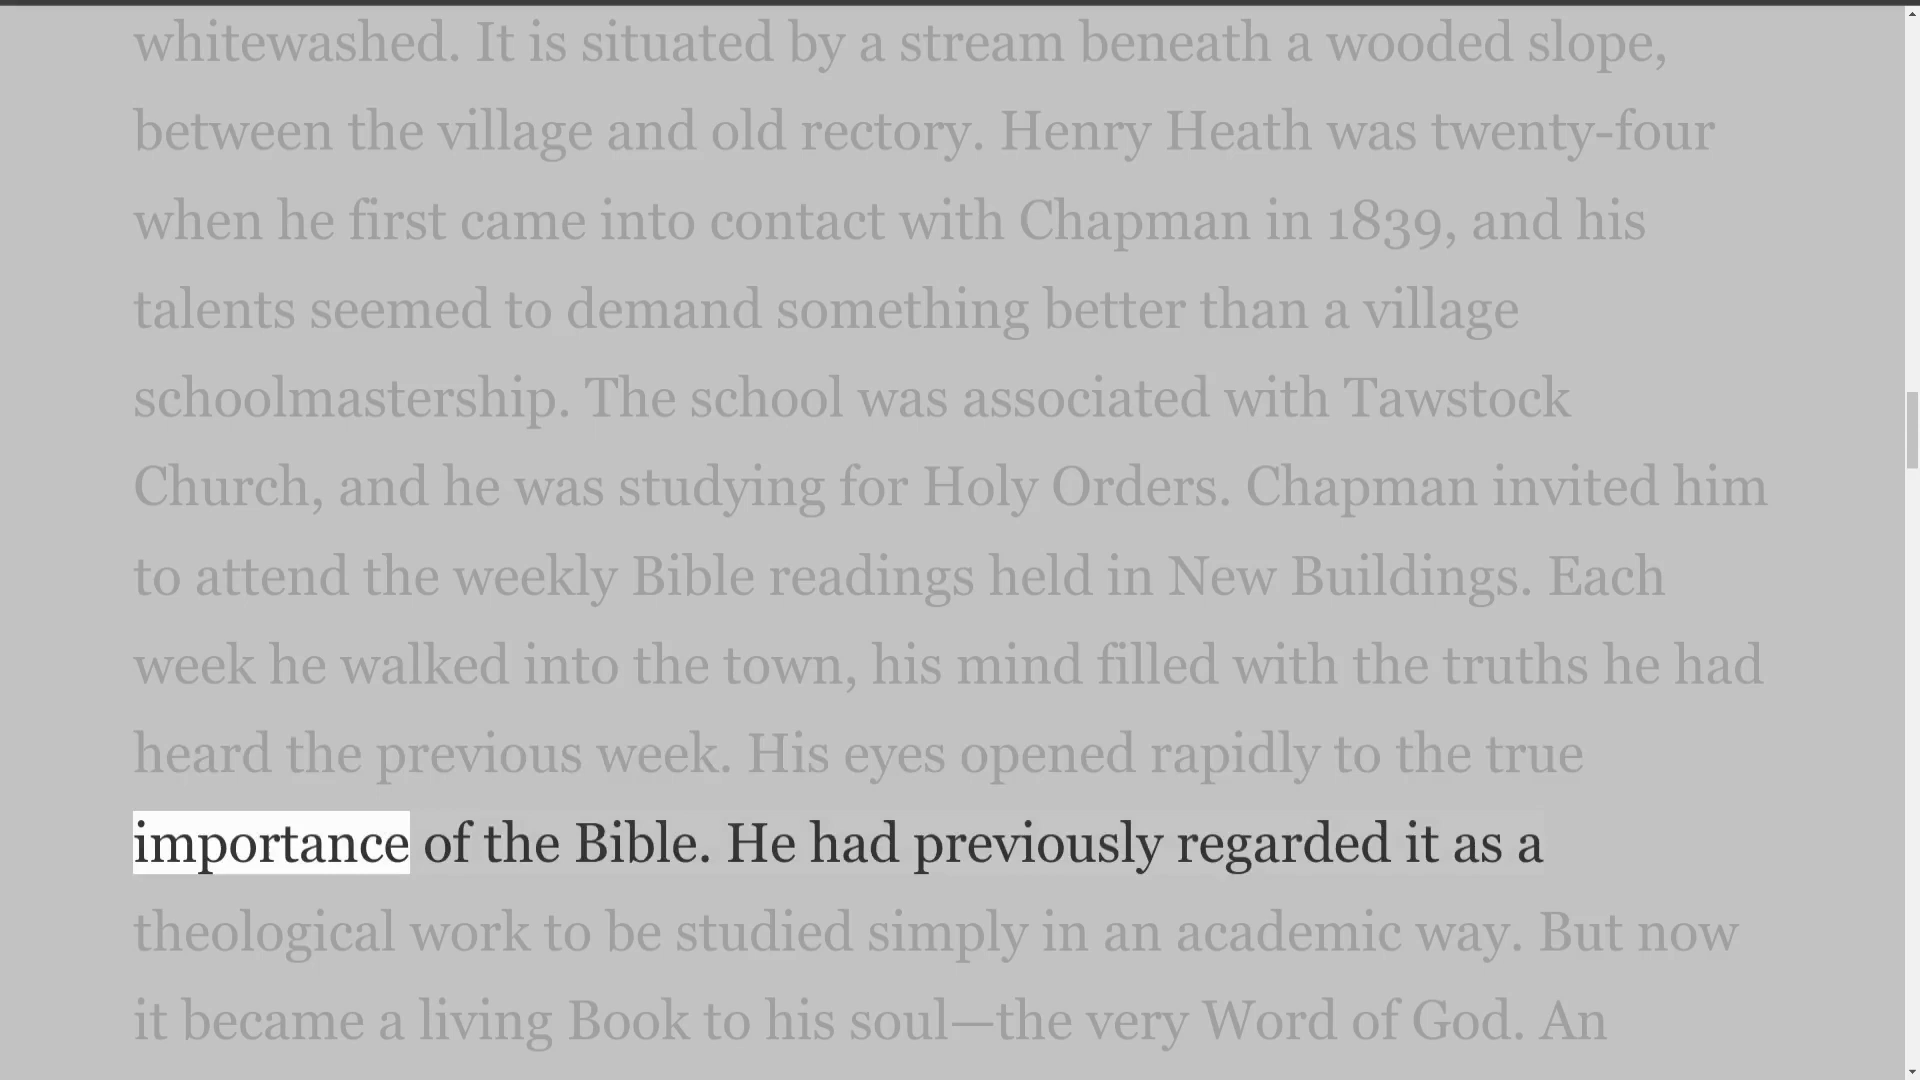 whitewashed. It is situated by a stream beneath a wooded slope,
between the village and old rectory. Henry Heath was twenty-four
when he first came into contact with Chapman in 1839, and his
talents seemed to demand something better than a village
schoolmastership. The school was associated with Tawstock
Church, and he was studying for Holy Orders. Chapman invited him
to attend the weekly Bible readings held in New Buildings. Each
week he walked into the town, his mind filled with the truths he had
heard the previous week. His eyes opened rapidly to the true
importance of the Bible. He had previously regarded it as a
theological work to be studied simply in an academic way. But now
it became a living Book to his soul—the very Word of God. An